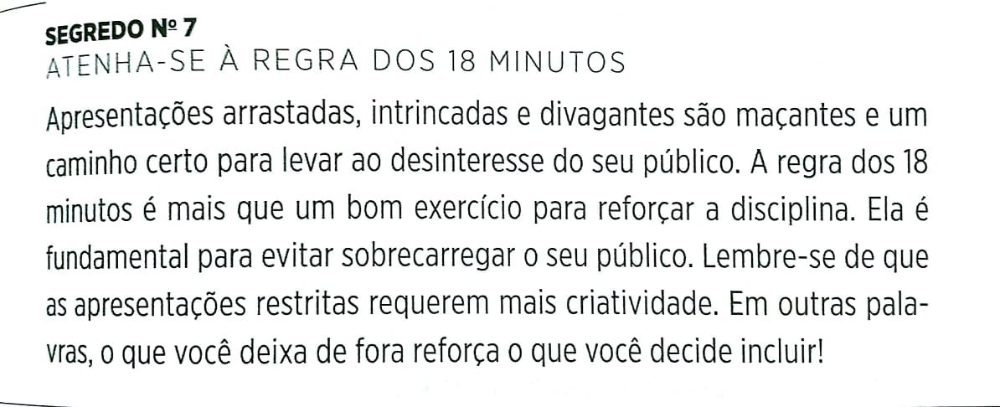 SEGREDO Nº 7
ATENHA-SE À REGRA DOS 18 MINUTOS
Apresentações arrastadas, intrincadas e divagantes são maçantes e um
caminho certo para levar ao desinteresse do seu público. A regra dos 18
minutos é mais que um bom exercício para reforçar a disciplina. Ela é
fundamental para evitar sobrecarregar o seu público. Lembre-se de que
as apresentações restritas requerem mais criatividade. Em outras pala-
vras, o que você deixa de fora reforça o que você decide incluir!